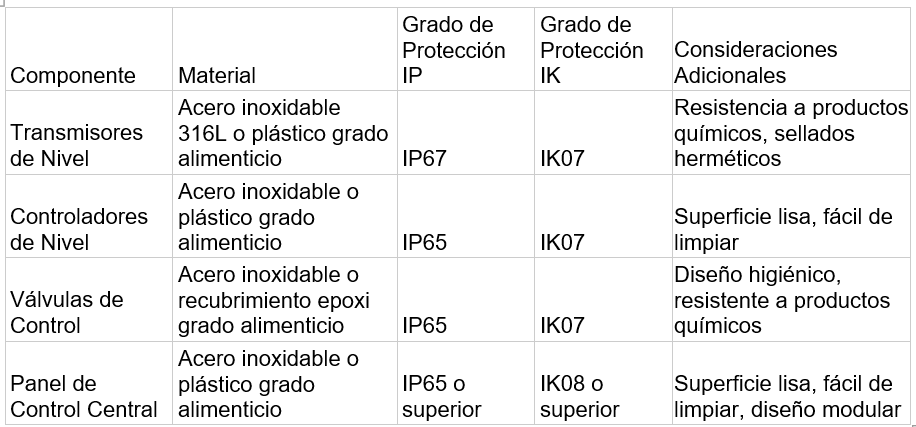 Componente
Material
Grado de
Protección
IP
Grado de
Protección
IK
Consideraciones
Adicionales
Transmisores
de Nivel
Acero inoxidable
316L o plástico grado
alimenticio
IP67
IK07
Resistencia a productos
químicos, sellados
herméticos
Controladores
de Nivel
Acero inoxidable o
plástico grado
alimenticio
IP65
IK07
Superficie lisa, fácil de
limpiar
Válvulas de
Control
Acero inoxidable o
recubrimiento epoxi
grado alimenticio
IP65
IK07
Diseño higiénico,
resistente a productos
químicos
Panel de
Control Central
Acero inoxidable o
plástico grado
alimenticio
IP65 o
superior
IK08 o
superior
Superficie lisa, fácil de
limpiar, diseño modular